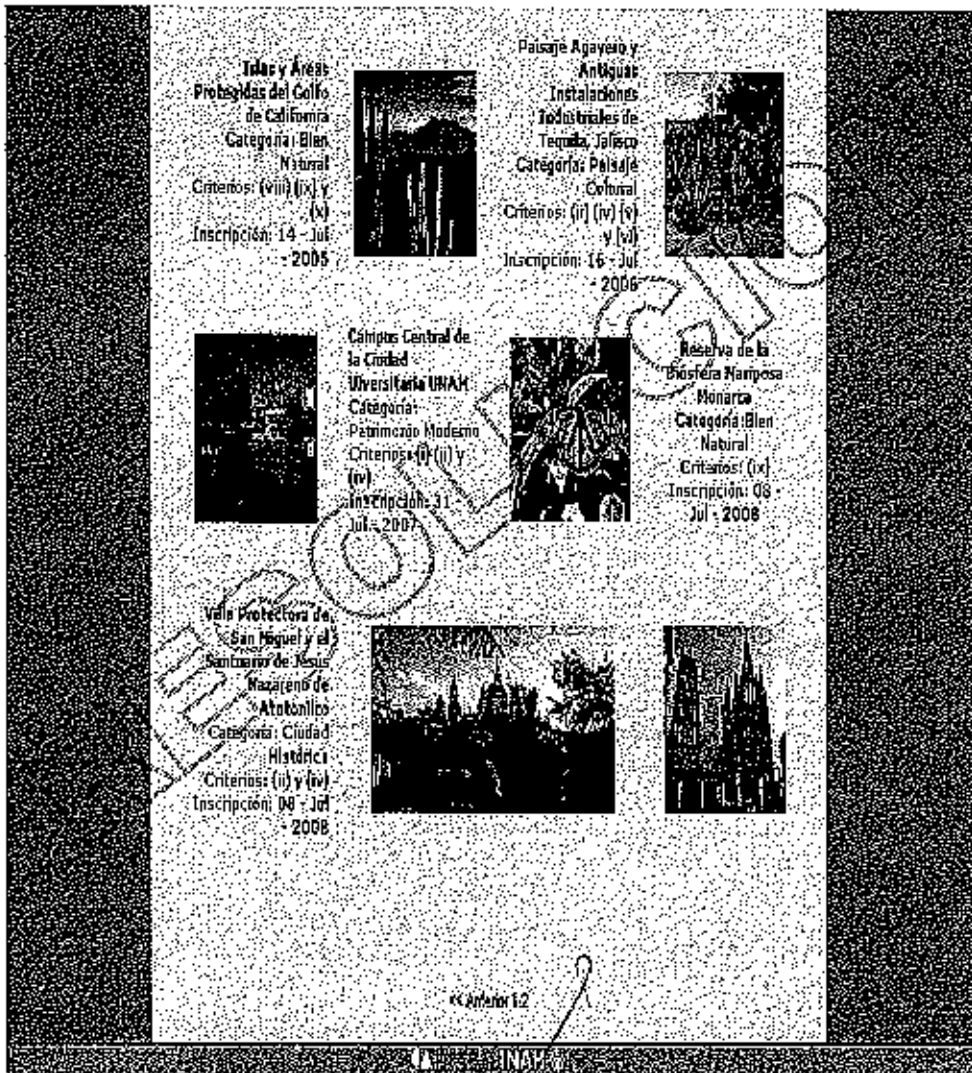 Islas y Áreas
Protegidas del Golfo
de California
Categoría: Bien
Natural
Criterios: (viii) (ix) y
(x)
Inscripción: 14 - Jul
- 2005
Paisaje Agavero y
Antiguas
Instalaciones
Industriales de
Tequila, Jalisco
Categoría: Paisaje
Cultural
Criterios: (ii) (iv) (v)
y (vi)
Inscripción: 16 - Jul
- 2006
Campus Central de
la Ciudad
Uiversitaria UNAM
Categoría:
Patrimonio Moderno
Criterios: (i) (ii) y
(iv)
Inscripción: 31 -
Jul - 2007
Reserva de la
Biósfera Mariposa
Monarca
Categoría: Bien
Natural
Criterios: (ix)
Inscripción: 08 -
Jul - 2008
Villa Protectora de
San Miguel y el
Santuario de Jesús
Nazareno de
Atotonilco
Categoría: Ciudad
Histórica
Criterios: (ii) y (iv)
Inscripción: 08 - Jul
- 2008
<< Anterior 1 2
INAH